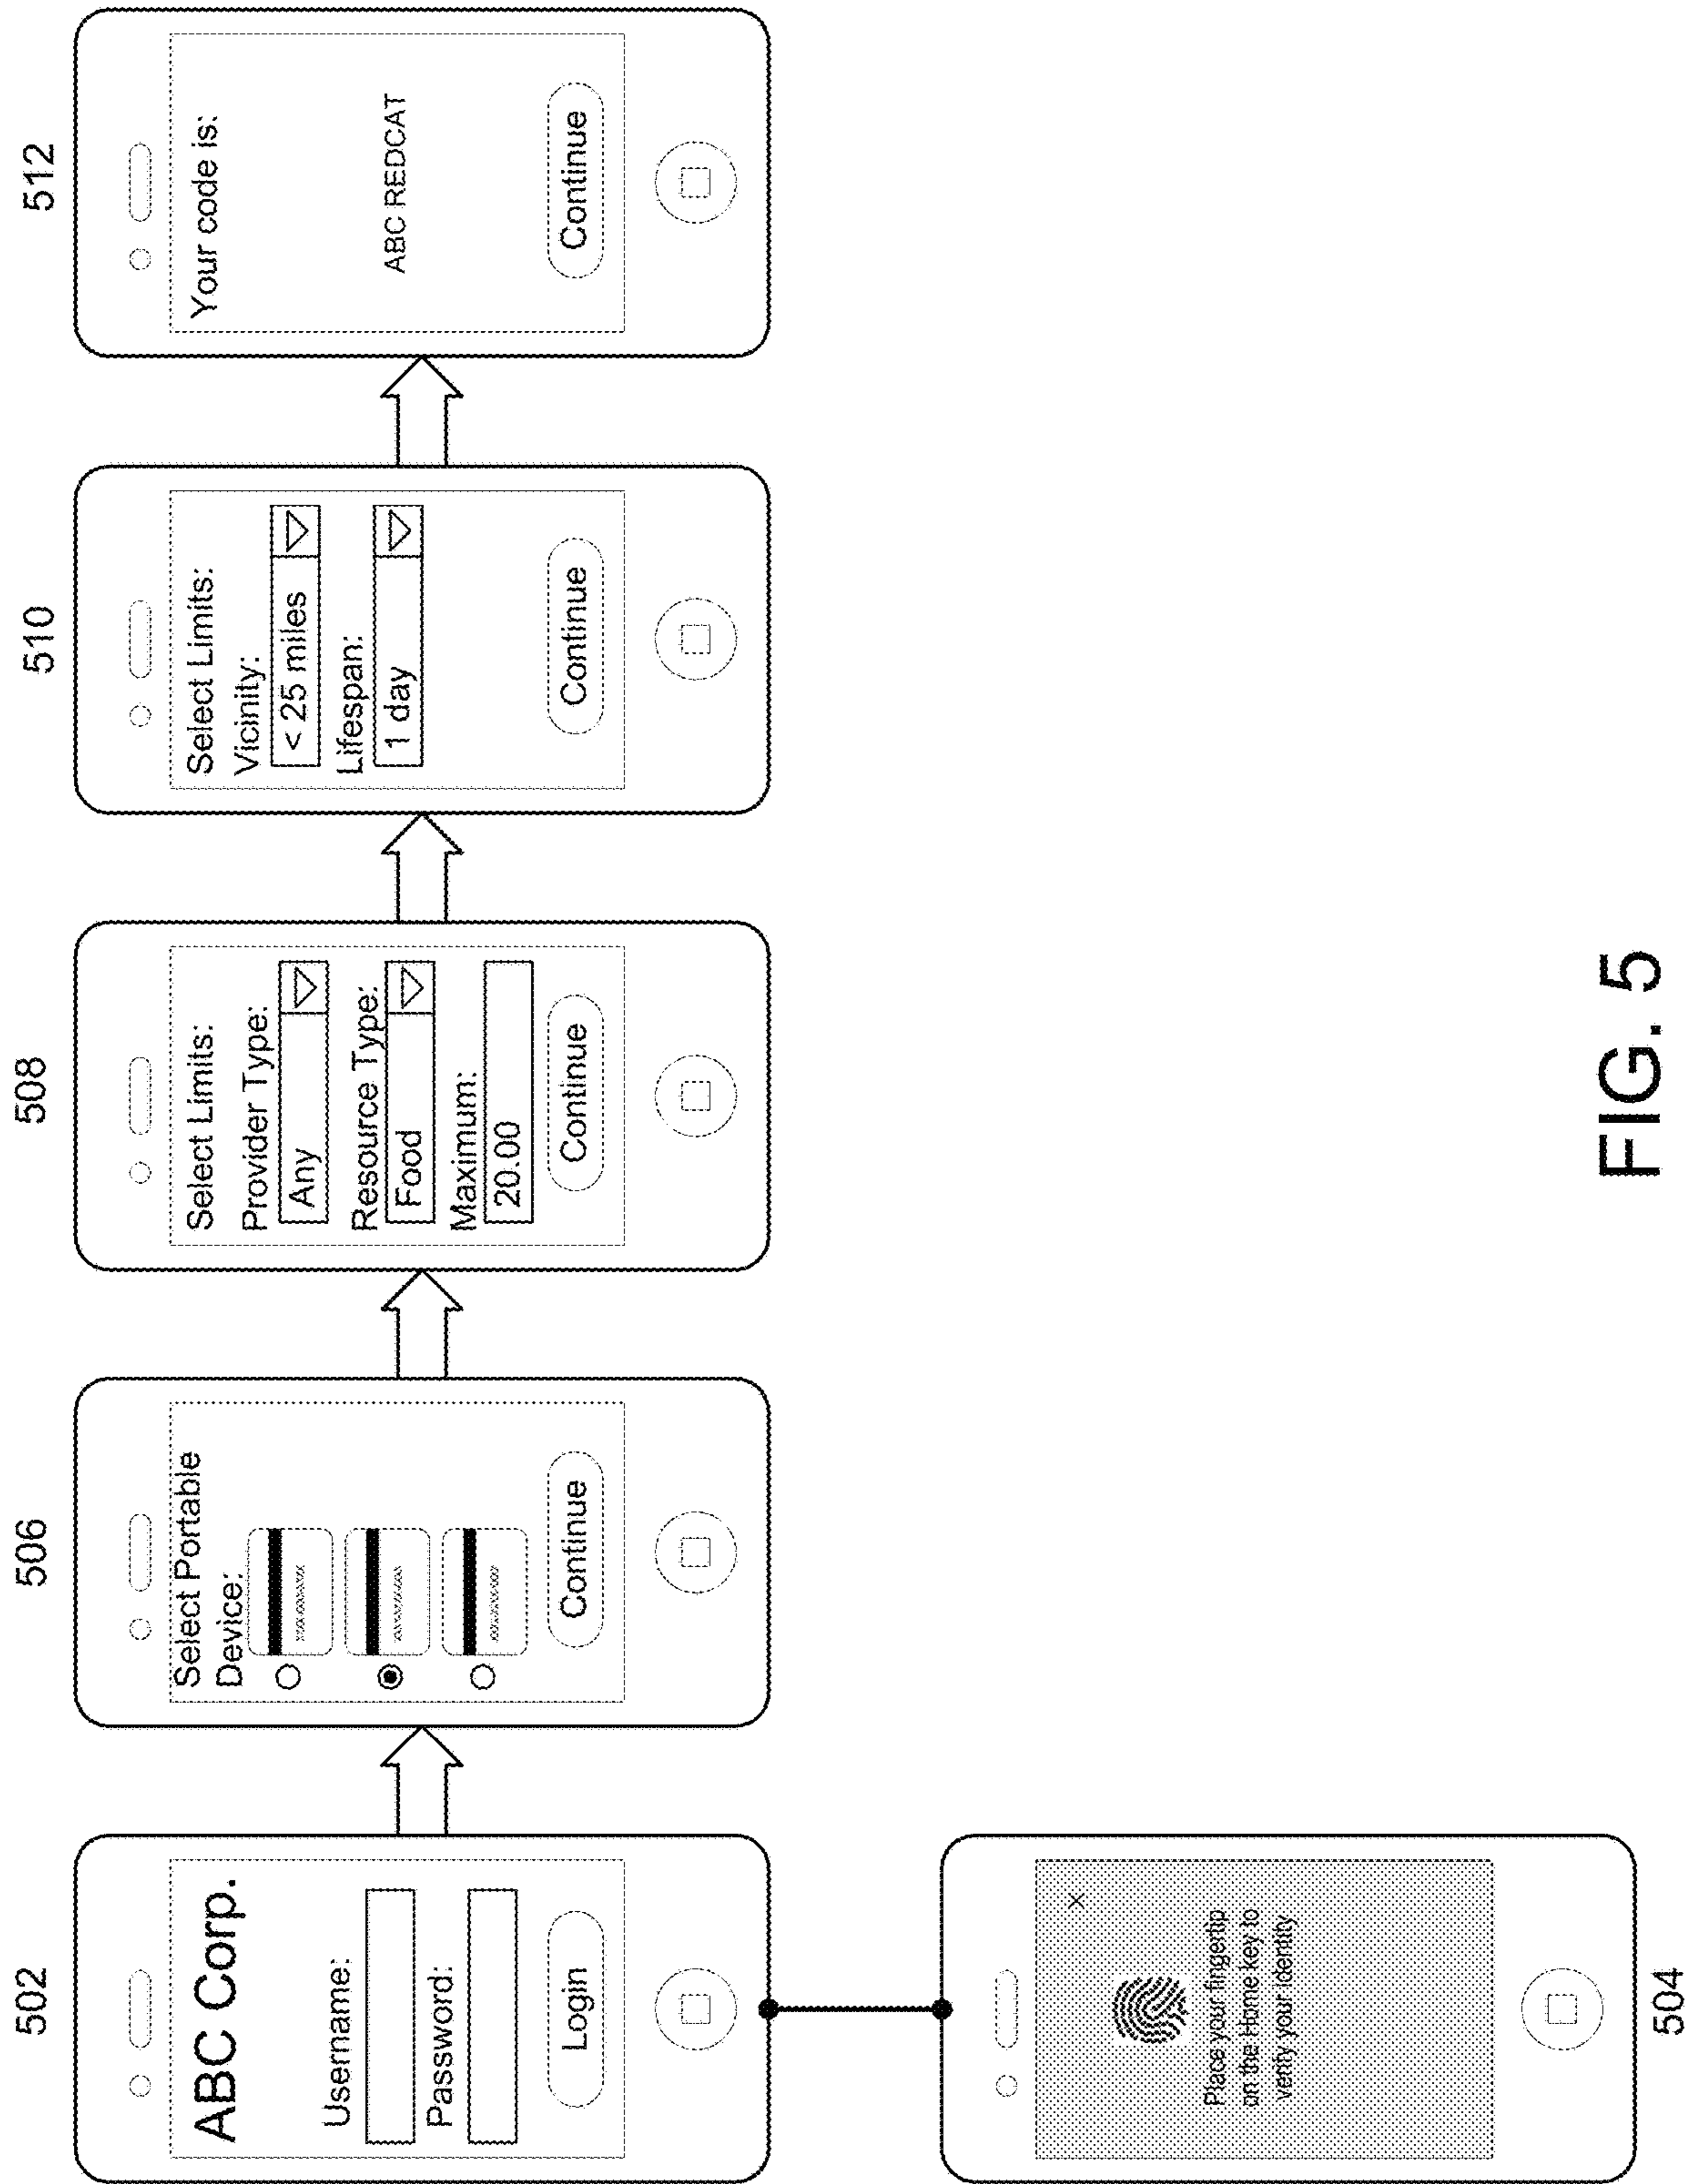 502
ABC Corp.
Username:
Password:
Login
504
Place your fingertip
on the Home key to
verify your identity
506
Select Portable
Device:
Continue
508
Select Limits:
Provider Type:
Any
Resource Type:
Food
Maximum:
20.00
Continue
510
Select Limits:
Vicinity:
< 25 miles
Lifespan:
1 day
Continue
512
Your code is:
ABC REDCAT
Continue
FIG. 5